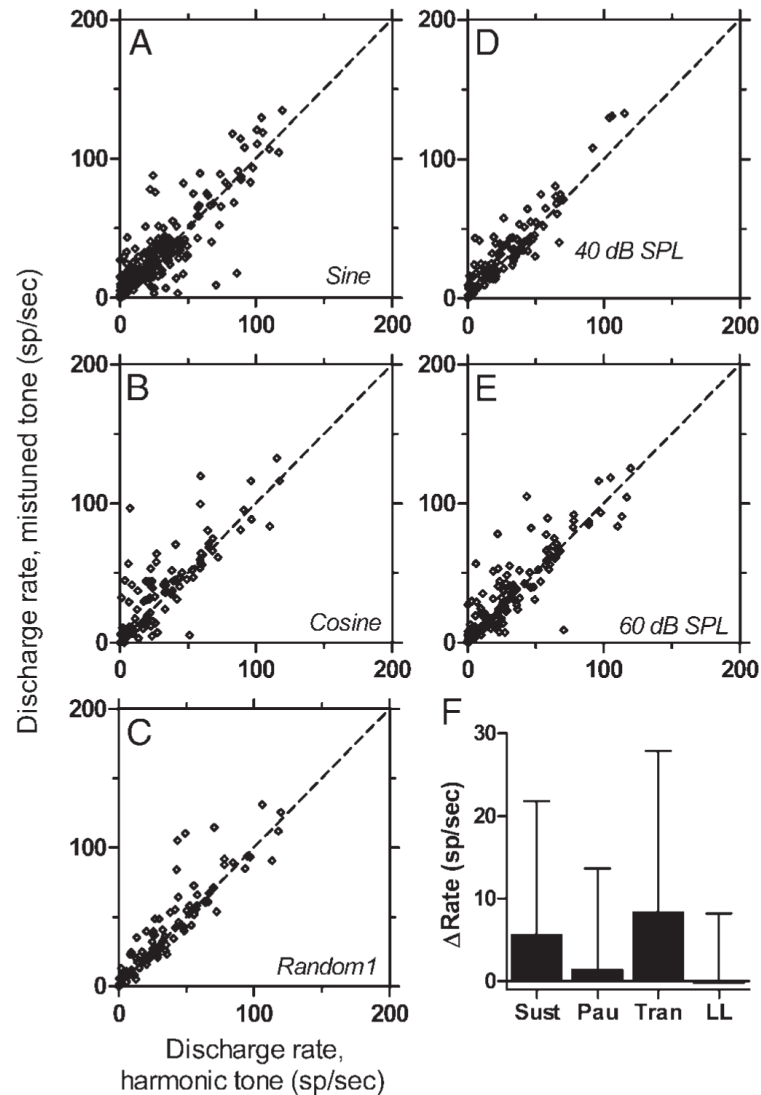 Discharge rate, mistuned tone (sp/sec)
A
200
100
0
0 100 200
Sine
B
200
100
0
0 100 200
Cosine
C
200
100
0
0 100 200
Random1
Discharge rate,
harmonic tone (sp/sec)
D
200
100
0
0 100 200
40 dB SPL
E
200
100
0
0 100 200
60 dB SPL
F
30
20
10
0
ΔRate (sp/sec)
Sust Pau Tran LL